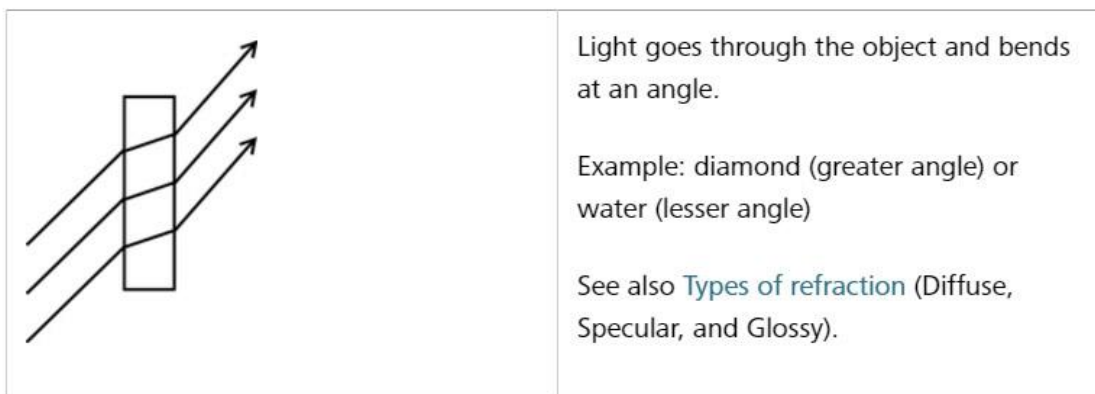 Light goes through the object and bends
at an angle.
Example: diamond (greater angle) or
water (lesser angle)
See also Types of refraction (Diffuse,
Specular, and Glossy).